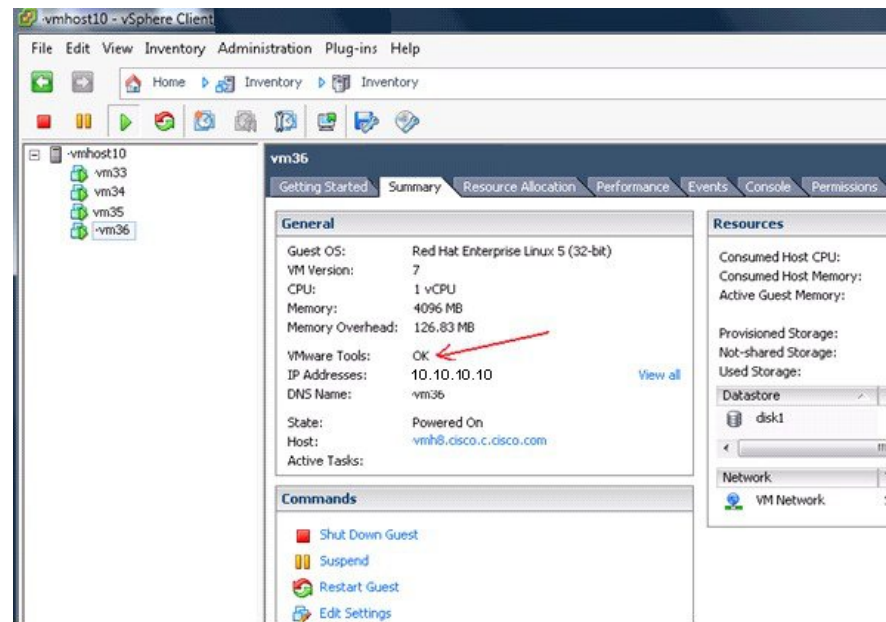 vmhost10 - vSphere Client
File Edit View Inventory Administration Plug-ins Help
Home Inventory Inventory
-vmhost10
vm33
vm34
vm35
-vm36
vm36
Getting Started Summary Resource Allocation Performance Events Console Permissions
General
Guest OS: Red Hat Enterprise Linux 5 (32-bit)
VM Version: 7
CPU: 1 vCPU
Memory: 4096 MB
Memory Overhead: 126.83 MB
VMware Tools: OK
IP Addresses: 10.10.10.10 View all
DNS Name: -vm36
State: Powered On
Host: vmh8.cisco.c.cisco.com
Active Tasks:
Commands
Shut Down Guest
Suspend
Restart Guest
Edit Settings
Resources
Consumed Host CPU:
Consumed Host Memory:
Active Guest Memory:
Provisioned Storage:
Not-shared Storage:
Used Storage:
Datastore
disk1
Network
VM Network